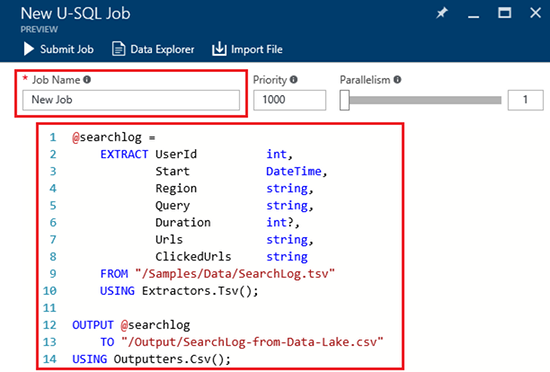 New U-SQL Job
PREVIEW
Submit Job Data Explorer Import File
* Job Name Priority Parallelism
New Job 1000 1
1 @searchlog =
2 EXTRACT UserId int,
3 Start DateTime,
4 Region string,
5 Query string,
6 Duration int?,
7 Urls string,
8 ClickedUrls string
9 FROM "/Samples/Data/SearchLog.tsv"
10 USING Extractors.Tsv();
11
12 OUTPUT @searchlog
13 TO "/Output/SearchLog-from-Data-Lake.csv"
14 USING Outputters.Csv();